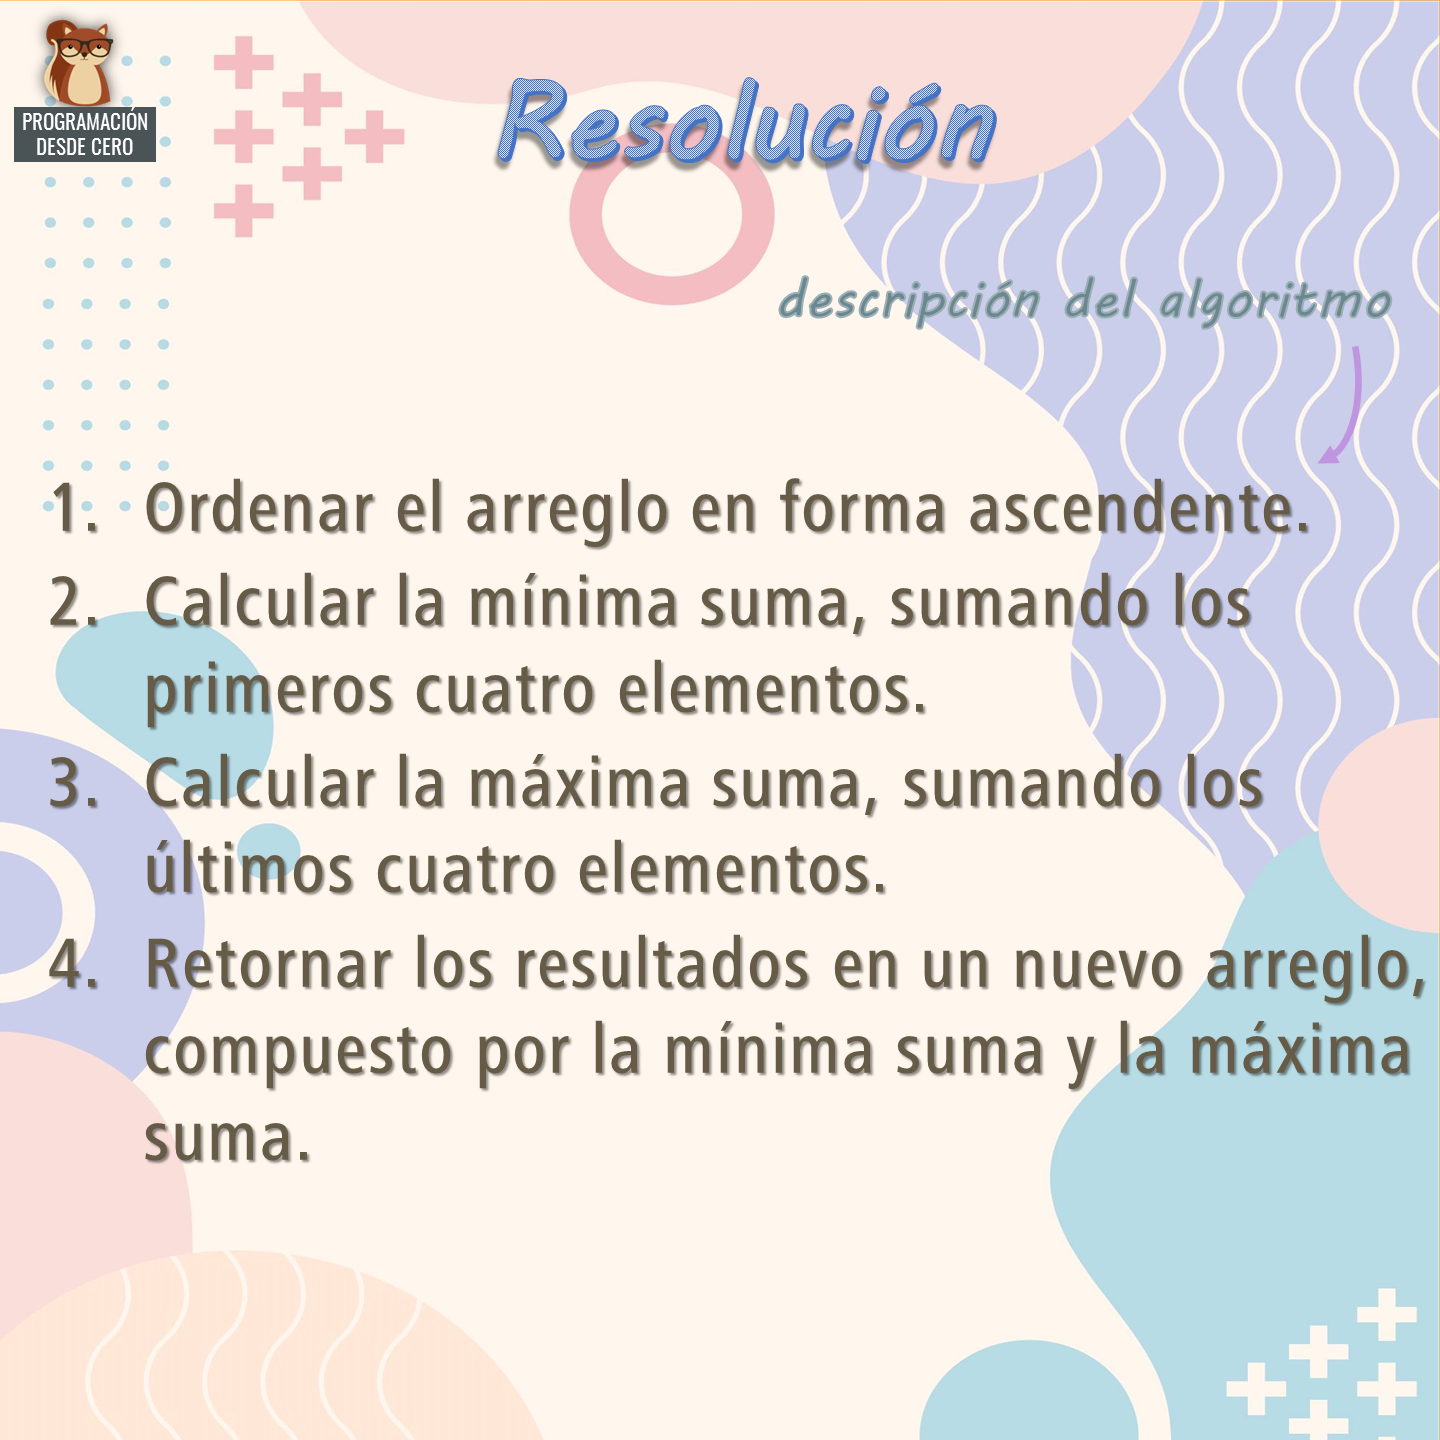 PROGRAMACIÓN
DESDE CERO
Resolución
descripción del algoritmo
1. Ordenar el arreglo en forma ascendente.
2. Calcular la mínima suma, sumando los
primeros cuatro elementos.
3. Calcular la máxima suma, sumando los
últimos cuatro elementos.
4. Retornar los resultados en un nuevo arreglo,
compuesto por la mínima suma y la máxima
suma.